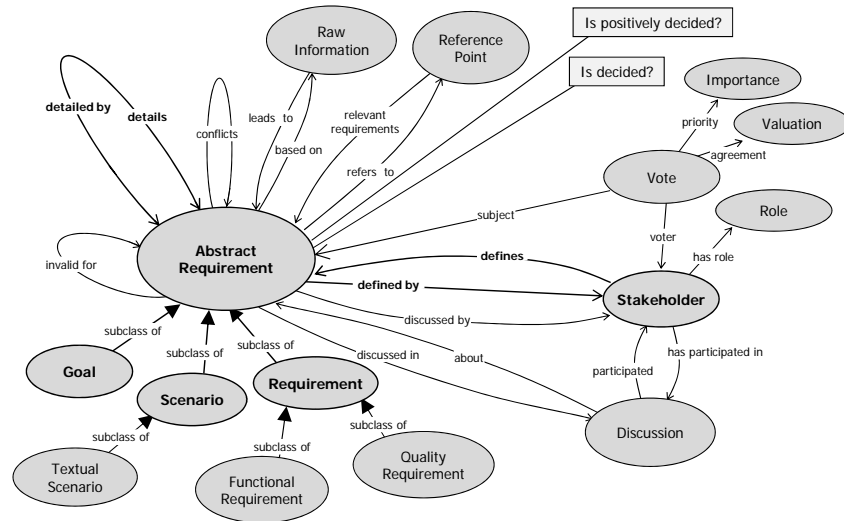 Is positively decided?
Raw
Information
Reference
Point
Is decided?
Importance
detailed by
details
conflicts
leads to
based on
relevant
requirements
refers to
priority
Valuation
agreement
Vote
Role
subject
voter
has role
Abstract
Requirement
invalid for
defines
defined by
Stakeholder
discussed by
subclass of
subclass of
subclass of
discussed in
about
participated
has participated in
Goal
Scenario
Requirement
subclass of
subclass of
subclass of
Discussion
Textual
Scenario
Functional
Requirement
Quality
Requirement